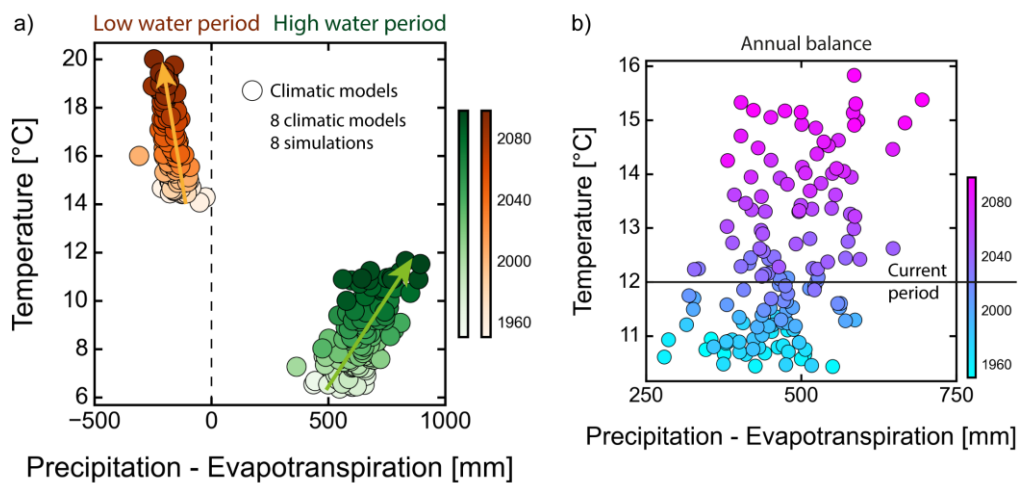 a)
Low water period
High water period
Temperature [°C]
20
18
16
14
12
10
8
6
−500
0
500
1000
Climatic models
8 climatic models
8 simulations
2080
2040
2000
1960
Precipitation - Evapotranspiration [mm]
b)
Annual balance
Temperature [°C]
16
15
14
13
12
11
250
500
750
Current
period
2080
2040
2000
1960
Precipitation - Evapotranspiration [mm]